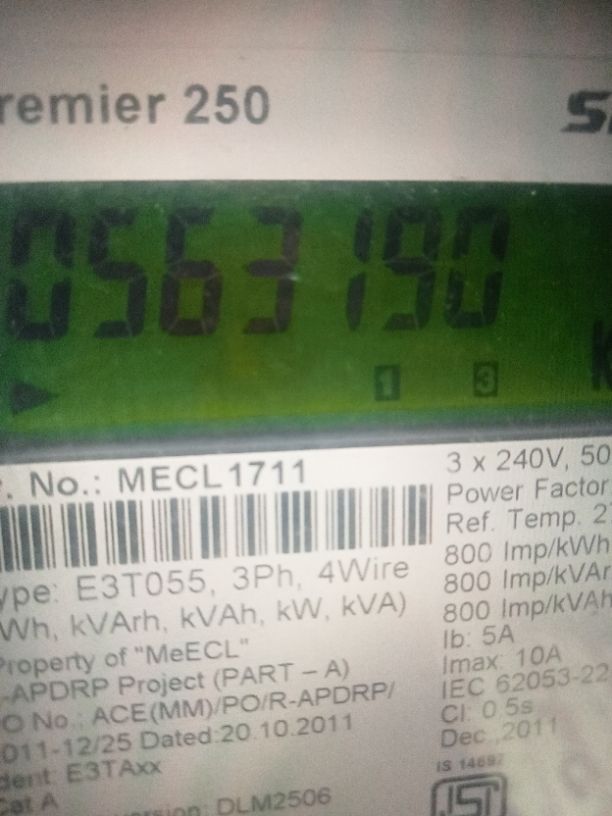 remier 250
0563190
1 3
No.: MECL1711
3 x 240V, 50
Power Factor
Ref. Temp. 2
800 Imp/kWh
800 Imp/kVAr
800 Imp/kVAh
Ib: 5A
Imax: 10A
IEC 62053-22
Cl: 0.5s
Dec ,2011
IS 14697
ype: E3T055, 3Ph, 4Wire
Wh, kVArh, kVAh, kW, kVA)
Property of "MeECL"
-APDRP Project (PART – A)
O No.: ACE(MM)/PO/R-APDRP/
011-12/25 Dated:20.10.2011
dent: E3TAxx
Cat A
version: DLM2506